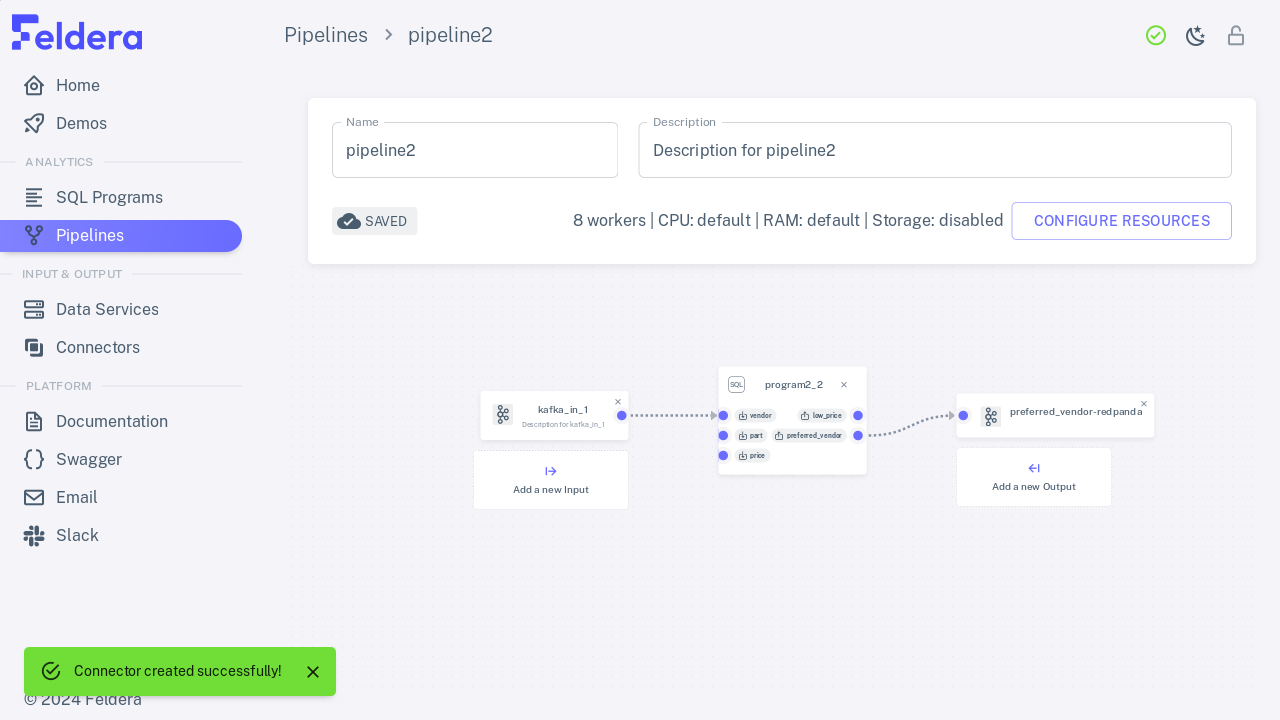 Feldera
Pipelines
pipeline2
Home
Demos
ANALYTICS
SQL Programs
Pipelines
INPUT & OUTPUT
Data Services
Connectors
PLATFORM
Documentation
Swagger
Email
Slack
Name
pipeline2
Description
Description for pipeline2
SAVED
8 workers | CPU: default | RAM: default | Storage: disabled
CONFIGURE RESOURCES
kafka_in_1
Description for kafka_in_1
Add a new Input
SQL
program2_2
vendor
low_price
part
preferred_vendor
price
preferred_vendor-redpanda
Add a new Output
Connector created successfully!
© 2024 Feldera